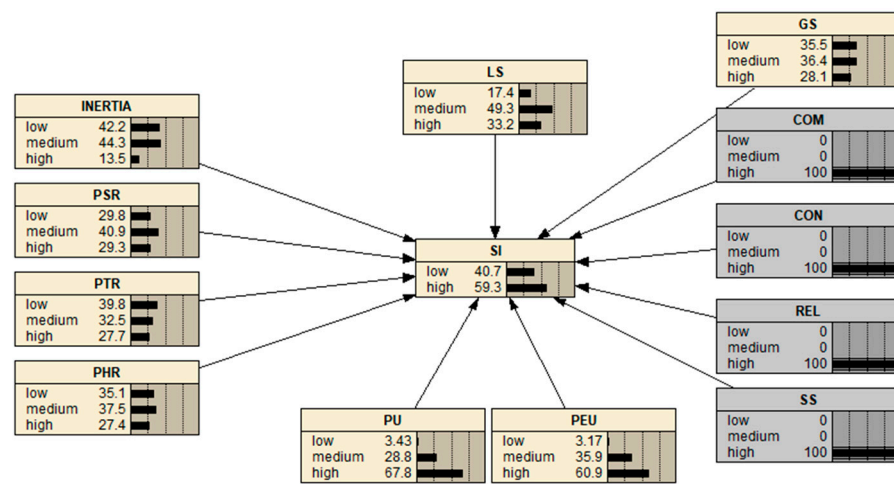 GS
low 35.5
medium 36.4
high 28.1
LS
low 17.4
medium 49.3
high 33.2
INERTIA
low 42.2
medium 44.3
high 13.5
COM
low 0
medium 0
high 100
PSR
low 29.8
medium 40.9
high 29.3
CON
low 0
medium 0
high 100
SI
low 40.7
high 59.3
PTR
low 39.8
medium 32.5
high 27.7
REL
low 0
medium 0
high 100
PHR
low 35.1
medium 37.5
high 27.4
SS
low 0
medium 0
high 100
PU
low 3.43
medium 28.8
high 67.8
PEU
low 3.17
medium 35.9
high 60.9